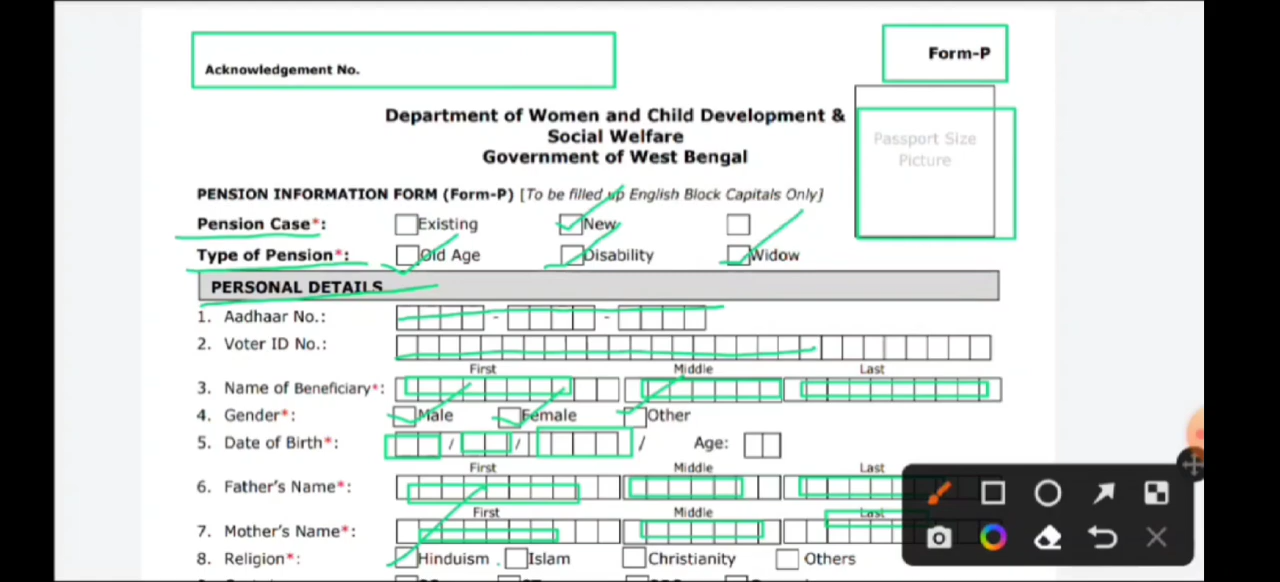 Form-P
Acknowledgement No.
Passport Size
Picture
Department of Women and Child Development &
Social Welfare
Government of West Bengal
PENSION INFORMATION FORM (Form-P) [To be filled up English Block Capitals Only]
Pension Case*: Existing New
Type of Pension*: Old Age Disability Widow
PERSONAL DETAILS
1. Aadhaar No.: - -
2. Voter ID No.:
First Middle Last
3. Name of Beneficiary*:
4. Gender*: Male Female Other
5. Date of Birth*: / / / Age:
First Middle Last
6. Father's Name*:
First Middle Last
7. Mother's Name*:
8. Religion*: Hinduism . Islam Christianity Others